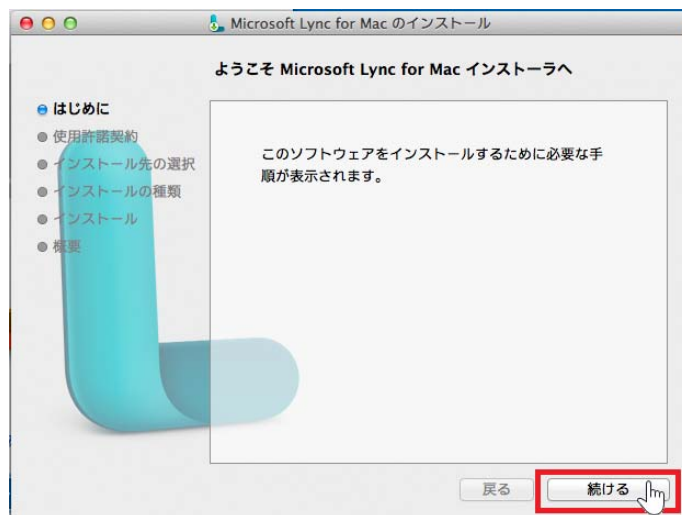 Microsoft Lync for Mac のインストール
ようこそ Microsoft Lync for Mac インストーラへ
はじめに
使用許諾契約
インストール先の選択
インストールの種類
インストール
概要
このソフトウェアをインストールするために必要な手
順が表示されます。
戻る
続ける